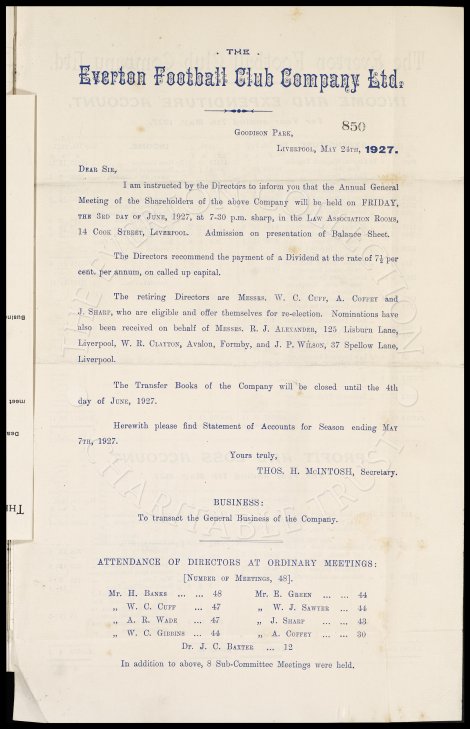 . THE .
Everton Football Club Company Ltd.
GOODISON PARK, 850
LIVERPOOL, MAY 24TH, 1927.
DEAR SIR,
I am instructed by the Directors to inform you that the Annual General
Meeting of the Shareholders of the above Company will be held on FRIDAY,
THE 3RD DAY OF JUNE, 1927, at 7-30 p.m. sharp, in the LAW ASSOCIATION ROOMS,
14 COOK STREET, LIVERPOOL. Admission on presentation of Balance Sheet.
The Directors recommend the payment of a Dividend at the rate of 7½ per
cent. per annum, on called up capital.
The retiring Directors are MESSRS. W. C. CUFF, A. COFFEY and
J. SHARP, who are eligible and offer themselves for re-election. Nominations have
also been received on behalf of MESSRS. R. J. ALEXANDER, 125 Lisburn Lane,
Liverpool, W. R. CLAYTON, Avalon, Formby, and J. P. WILSON, 37 Spellow Lane,
Liverpool.
The Transfer Books of the Company will be closed until the 4th
day of JUNE, 1927.
Herewith please find Statement of Accounts for Season ending MAY
7TH, 1927.
Yours truly,
THOS. H. McINTOSH, Secretary.
BUSINESS:
To transact the General Business of the Company.
ATTENDANCE OF DIRECTORS AT ORDINARY MEETINGS:
[NUMBER OF MEETINGS, 48].
Mr. H. BANKS ... ... 48 Mr. E. GREEN ... ... 44
„ W. C. CUFF ... 47 „ W. J. SAWYER ... 44
„ A. R. WADE ... 47 „ J. SHARP ... ... 43
„ W. C. GIBBINS ... 44 „ A. COFFEY ... ... 30
Dr. J. C. BAXTER ... 12
In addition to above, 8 Sub-Committee Meetings were held.
Busine
meet
Dea
TH
CHARITABLE TRUST